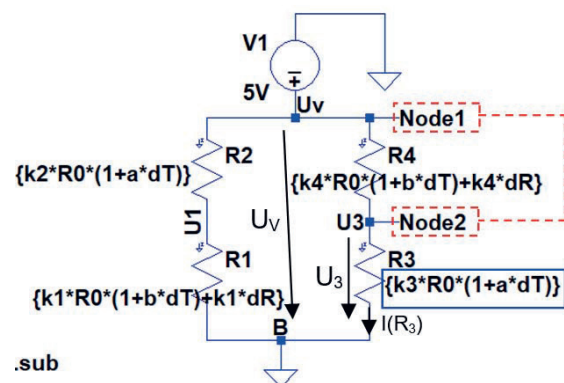 V1
5V
Uv
Node1
R2
R4
{k2*R0*(1+a*dT)}
{k4*R0*(1+b*dT)+k4*dR}
U1
UV
U3
Node2
R1
R3
U3
{k3*R0*(1+a*dT)}
{k1*R0*(1+b*dT)+k1*dR}
B
I(R3)
.sub